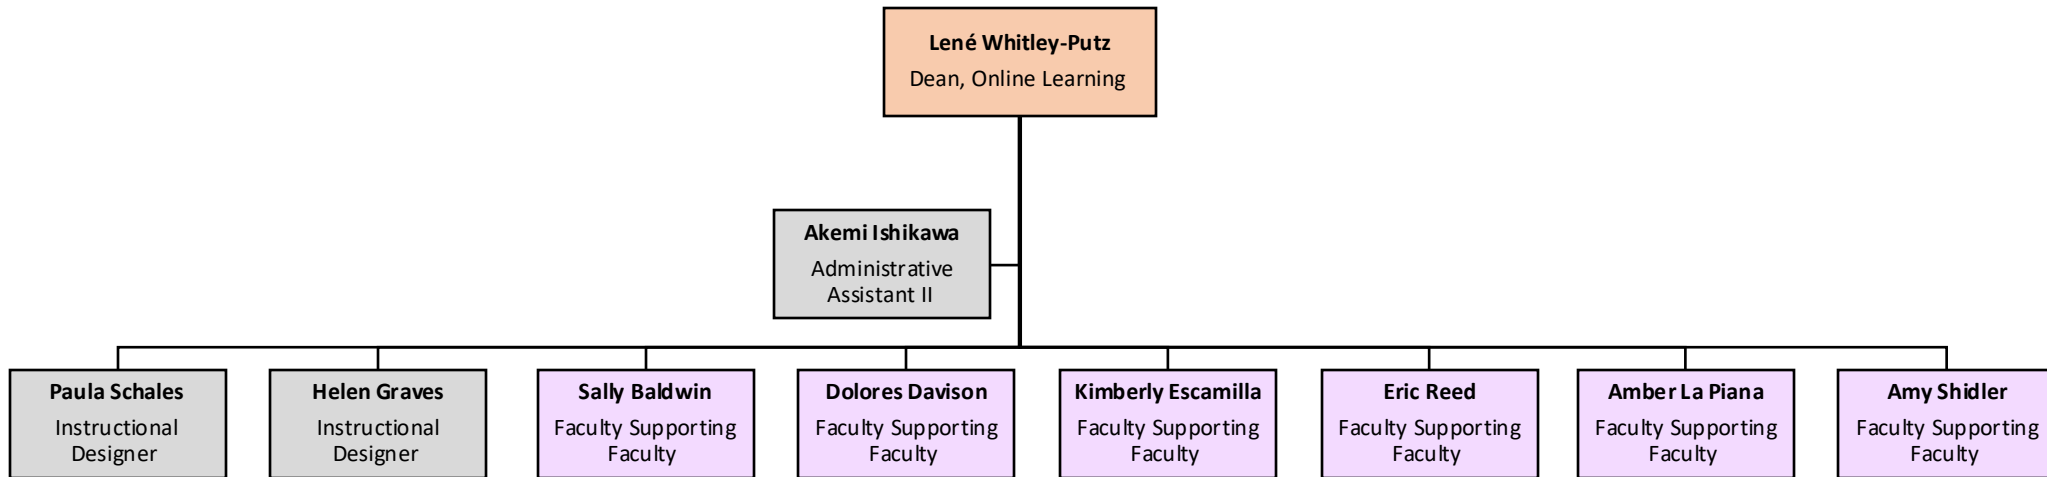 Lené Whitley-Putz
Dean, Online Learning
Akemi Ishikawa
Administrative
Assistant II
Paula Schales
Instructional
Designer
Helen Graves
Instructional
Designer
Sally Baldwin
Faculty Supporting
Faculty
Dolores Davison
Faculty Supporting
Faculty
Kimberly Escamilla
Faculty Supporting
Faculty
Eric Reed
Faculty Supporting
Faculty
Amber La Piana
Faculty Supporting
Faculty
Amy Shidler
Faculty Supporting
Faculty